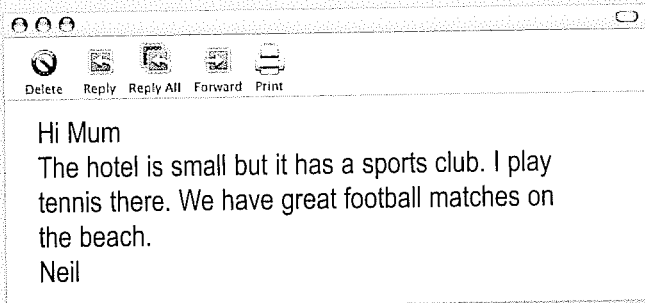 Delete Reply Reply All Forward Print
Hi Mum
The hotel is small but it has a sports club. I play
tennis there. We have great football matches on
the beach.
Neil